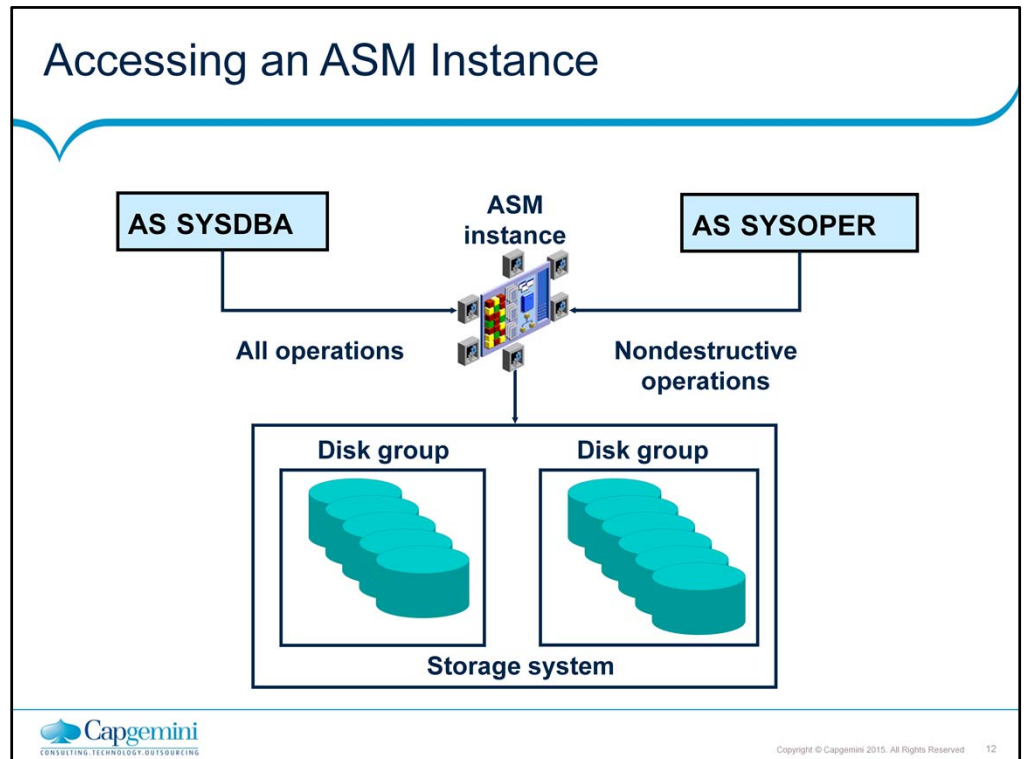 Accessing an ASM Instance
AS SYSDBA
ASM
instance
AS SYSOPER
All operations
Nondestructive
operations
Disk group
Disk group
Storage system
Capgemini
CONSULTING.TECHNOLOGY.OUTSOURCING
Copyright © Capgemini 2015. All Rights Reserved 12